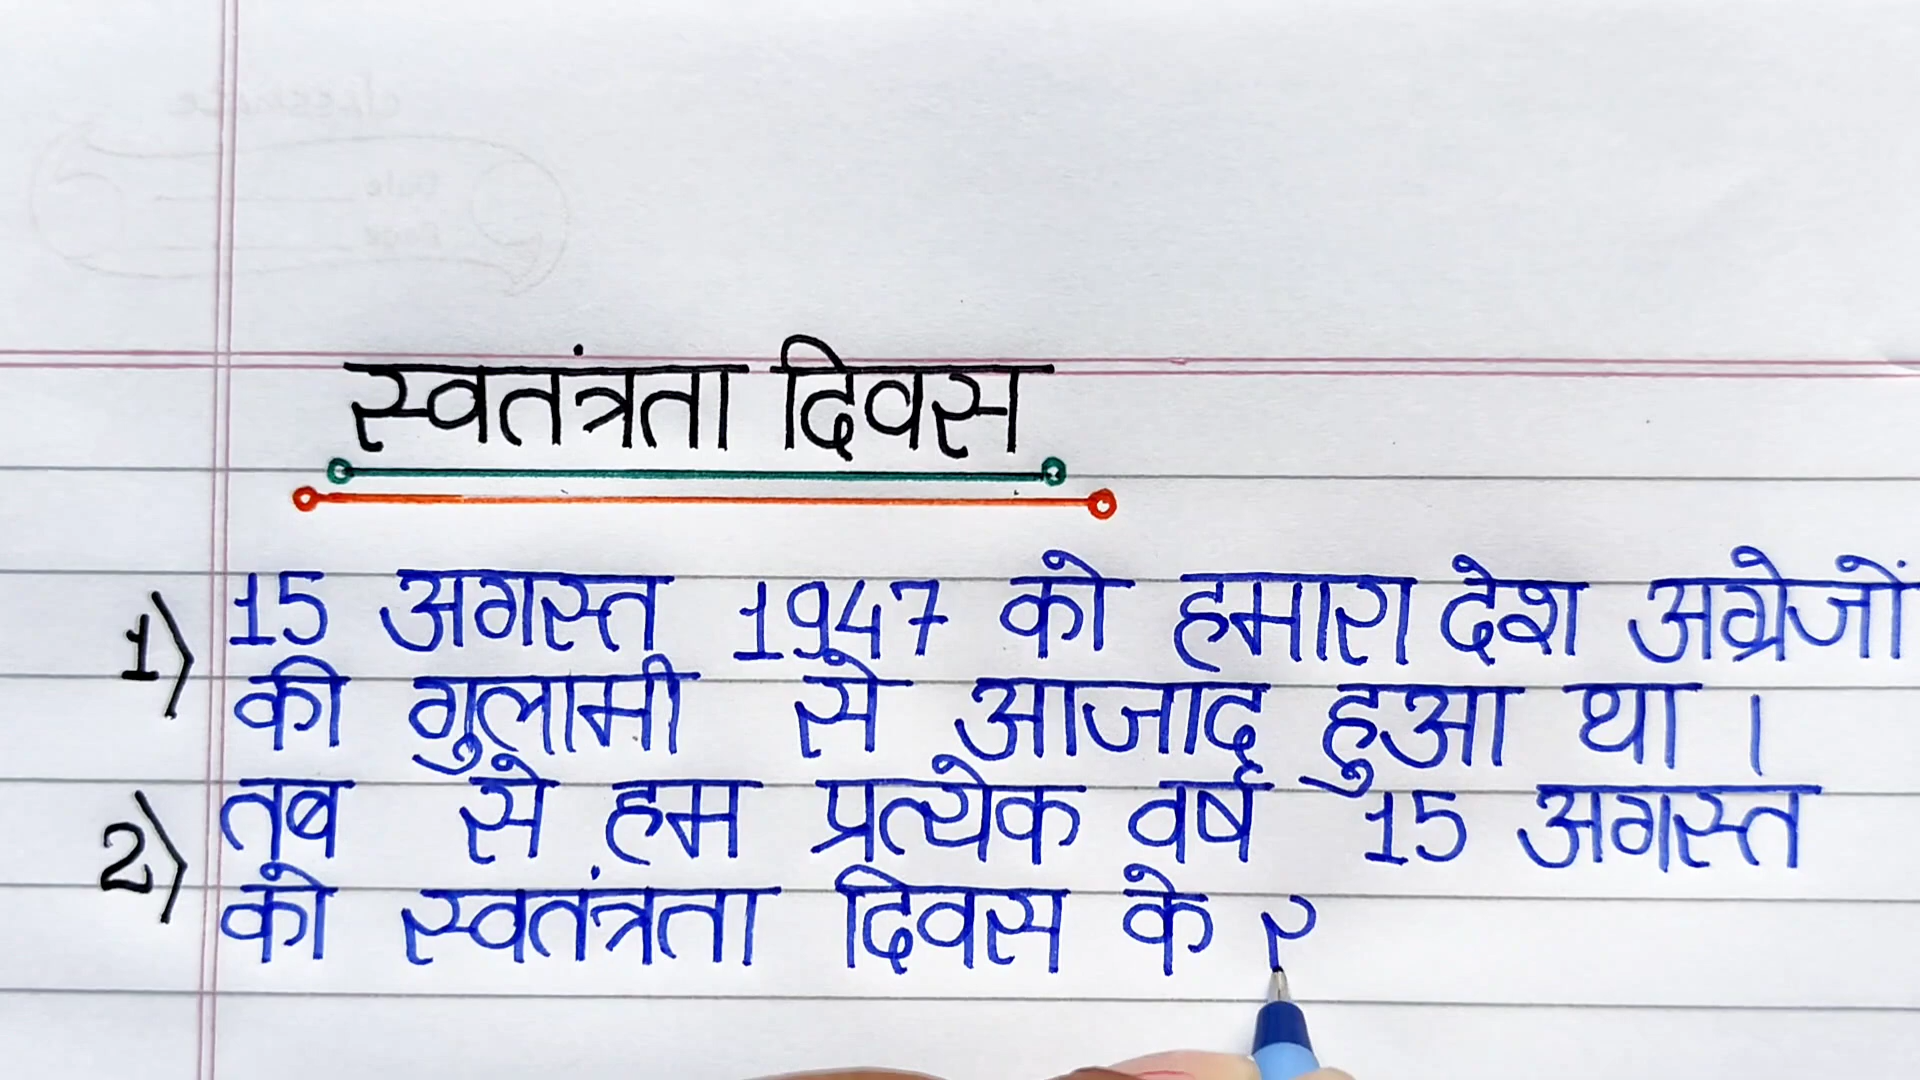 स्वतंत्रता दिवस
1) 15 अगस्त 1947 को हमारा देश अग्रेजों
की गुलामी से आजाद हुआ था ।
2) तब से हम प्रत्येक वर्ष 15 अगस्त
को स्वतंत्रता दिवस के र